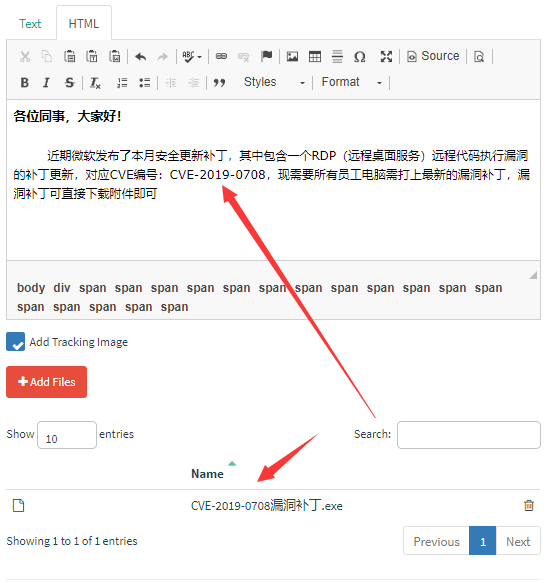 Text HTML
Source
B I S Ix Styles Format
各位同事，大家好！
近期微软发布了本月安全更新补丁，其中包含一个RDP（远程桌面服务）远程代码执行漏洞
的补丁更新，对应CVE编号：CVE-2019-0708，现需要所有员工电脑需打上最新的漏洞补丁，漏
洞补丁可直接下载附件即可
body div span span span span span span span span span span span span
span span span span span
Add Tracking Image
Add Files
Show 10 entries Search:
Name
CVE-2019-0708漏洞补丁.exe
Showing 1 to 1 of 1 entries Previous 1 Next